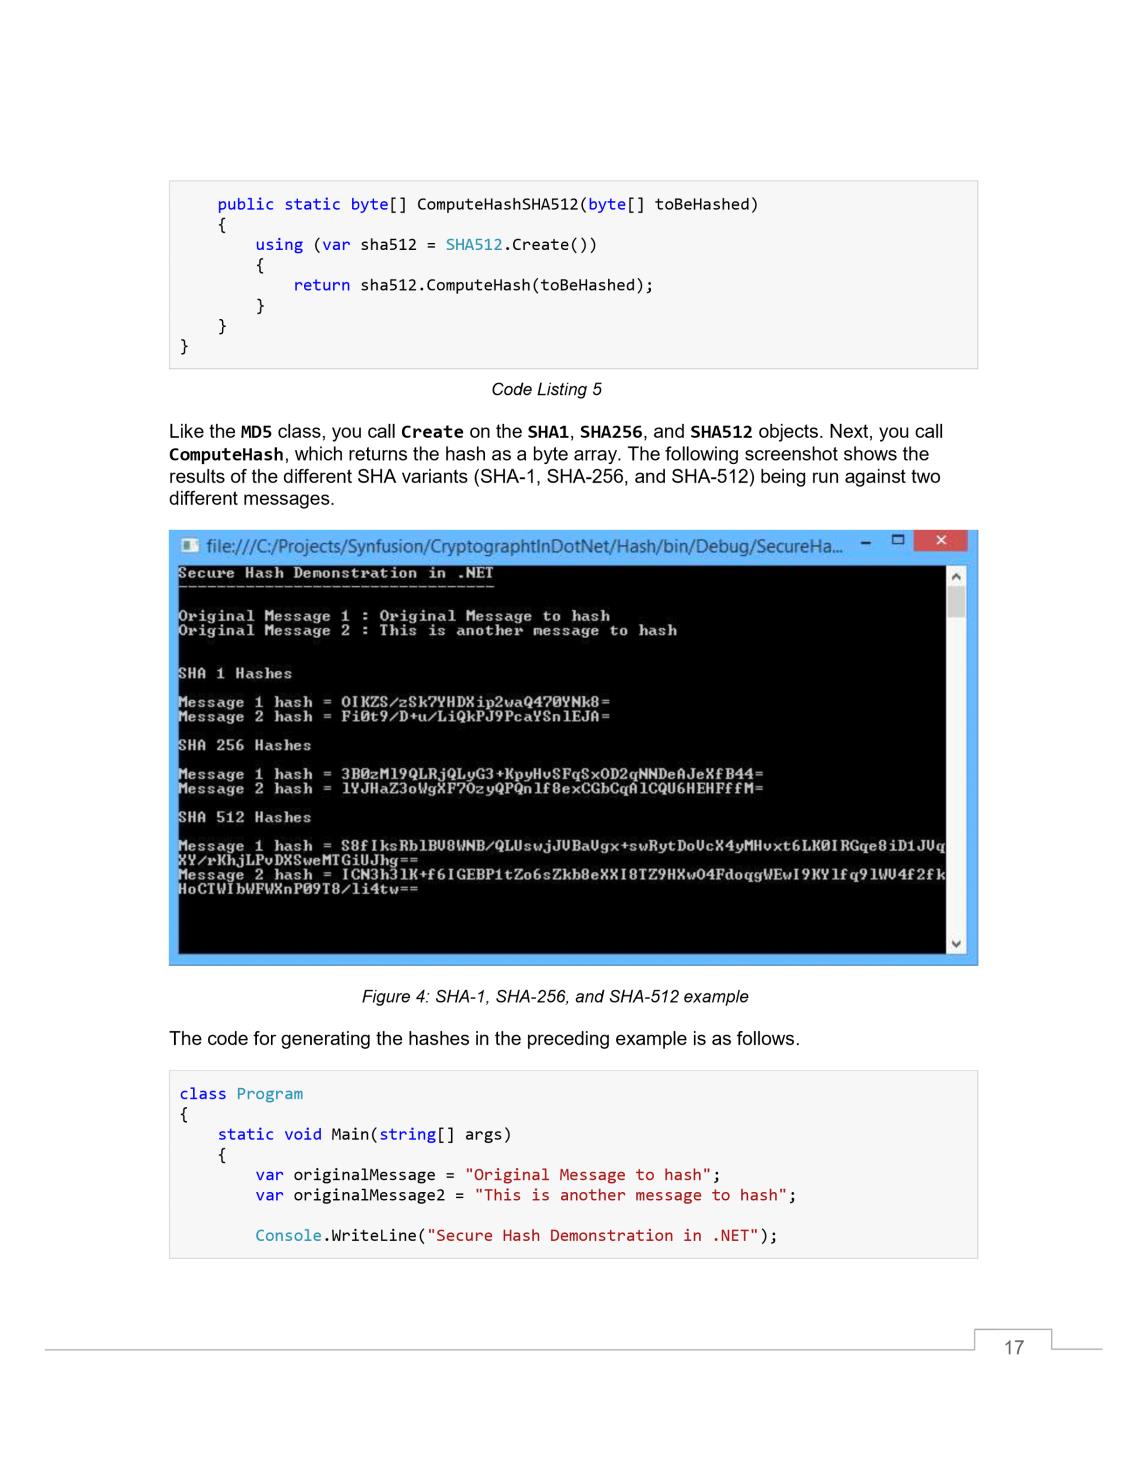 public static byte[] ComputeHashSHA512(byte[] toBeHashed)
{
using (var sha512 = SHA512.Create())
{
return sha512.ComputeHash(toBeHashed);
}
}
}
Code Listing 5
Like the MD5 class, you call Create on the SHA1, SHA256, and SHA512 objects. Next, you call
ComputeHash, which returns the hash as a byte array. The following screenshot shows the
results of the different SHA variants (SHA-1, SHA-256, and SHA-512) being run against two
different messages.
file:///C:/Projects/Synfusion/CryptographtInDotNet/Hash/bin/Debug/SecureHa...
Secure Hash Demonstration in .NET
---------------------------------
Original Message 1 : Original Message to hash
Original Message 2 : This is another message to hash
SHA 1 Hashes
Message 1 hash = OIKZS/zSk7YHDXip2waQ470YNk8=
Message 2 hash = Fi0t9/D+u/LiQkPJ9PcaYSnlEJA=
SHA 256 Hashes
Message 1 hash = 3B0zMl9QLRjQLyG3+KpyHvSFqSxOD2qNNDeAJeXfB44=
Message 2 hash = lYJHaZ3oWgXF7OzyQPQnlf8exCGbCqAlCQU6HEHFffM=
SHA 512 Hashes
Message 1 hash = S8fIksRblBV8WNB/QLUswjJVBaVgx+swRytDoVcX4yMHvxt6LK0IRGqe8iD1JVq
XY/rKhjLPvDXSweMTGiUJhg==
Message 2 hash = ICN3h3lK+f6IGEBP1tZo6sZkb8eXXI8TZ9HXwO4FdoqgWEwI9KYlfq9lWV4f2fk
HoCTWIbWFWXnP09T8/li4tw==
Figure 4: SHA-1, SHA-256, and SHA-512 example
The code for generating the hashes in the preceding example is as follows.
class Program
{
static void Main(string[] args)
{
var originalMessage = "Original Message to hash";
var originalMessage2 = "This is another message to hash";
Console.WriteLine("Secure Hash Demonstration in .NET");
17